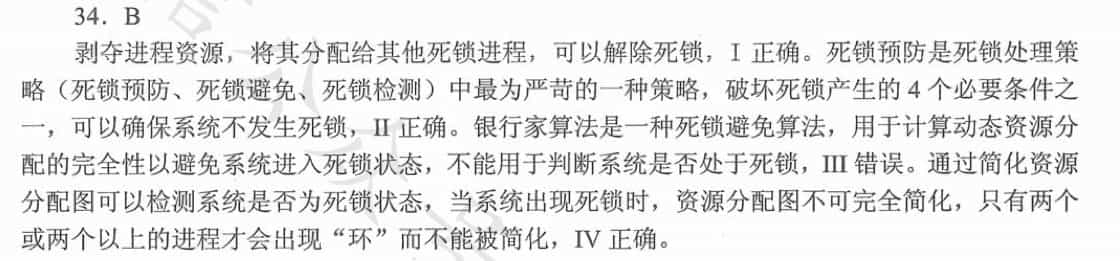 34. B
剥夺进程资源，将其分配给其他死锁进程，可以解除死锁，I 正确。死锁预防是死锁处理策
略（死锁预防、死锁避免、死锁检测）中最为严苛的一种策略，破坏死锁产生的 4 个必要条件之
一，可以确保系统不发生死锁，II 正确。银行家算法是一种死锁避免算法，用于计算动态资源分
配的完全性以避免系统进入死锁状态，不能用于判断系统是否处于死锁，III 错误。通过简化资源
分配图可以检测系统是否为死锁状态，当系统出现死锁时，资源分配图不可完全简化，只有两个
或两个以上的进程才会出现“环”而不能被简化，IV 正确。